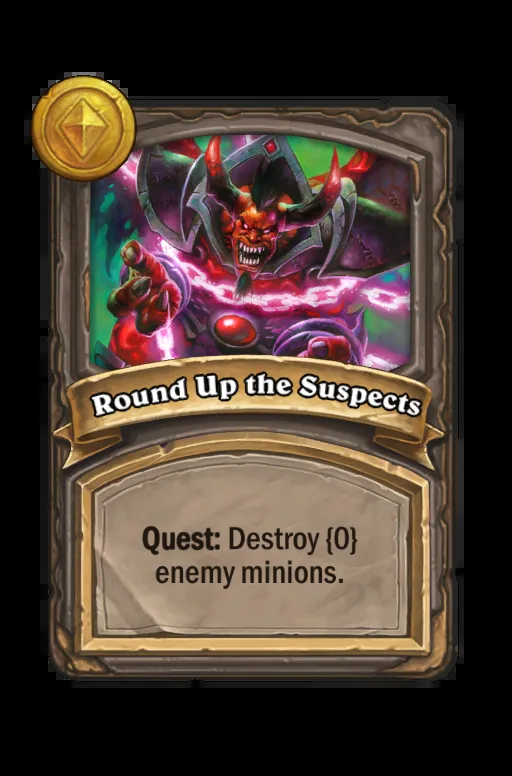 Round Up the Suspects
Quest: Destroy {0}
enemy minions.